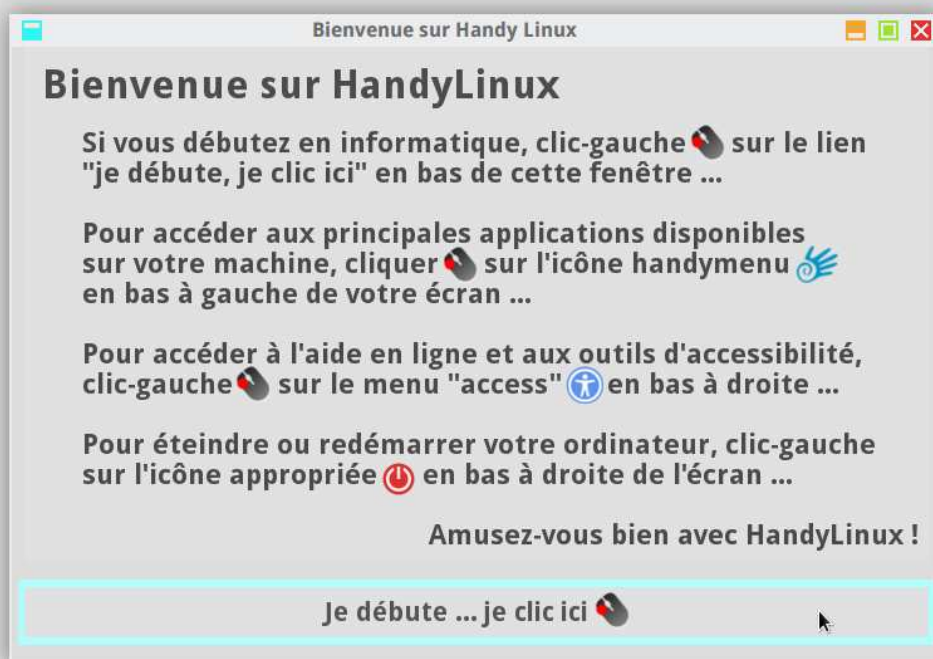 Bienvenue sur Handy Linux
Bienvenue sur HandyLinux
Si vous débutez en informatique, clic-gauche sur le lien
"je débute, je clic ici" en bas de cette fenêtre ...
Pour accéder aux principales applications disponibles
sur votre machine, cliquer sur l'icône handymenu
en bas à gauche de votre écran ...
Pour accéder à l'aide en ligne et aux outils d'accessibilité,
clic-gauche sur le menu "access" en bas à droite ...
Pour éteindre ou redémarrer votre ordinateur, clic-gauche
sur l'icône appropriée en bas à droite de l'écran ...
Amusez-vous bien avec HandyLinux !
Je débute ... je clic ici